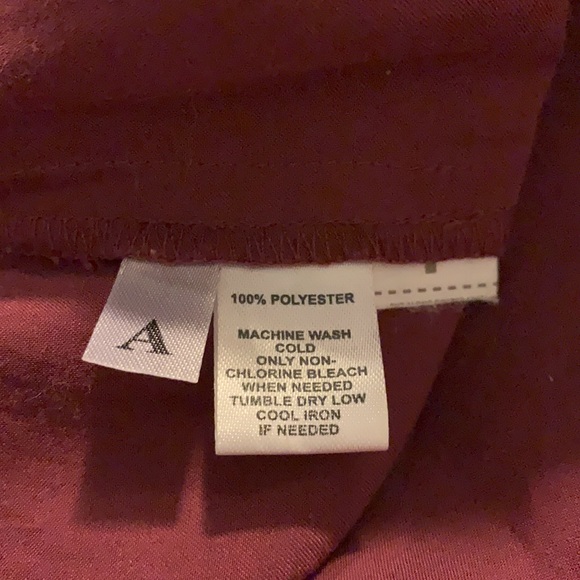 A
100% POLYESTER
MACHINE WASH
COLD
ONLY NON-
CHLORINE BLEACH
WHEN NEEDED
TUMBLE DRY LOW
COOL IRON
IF NEEDED